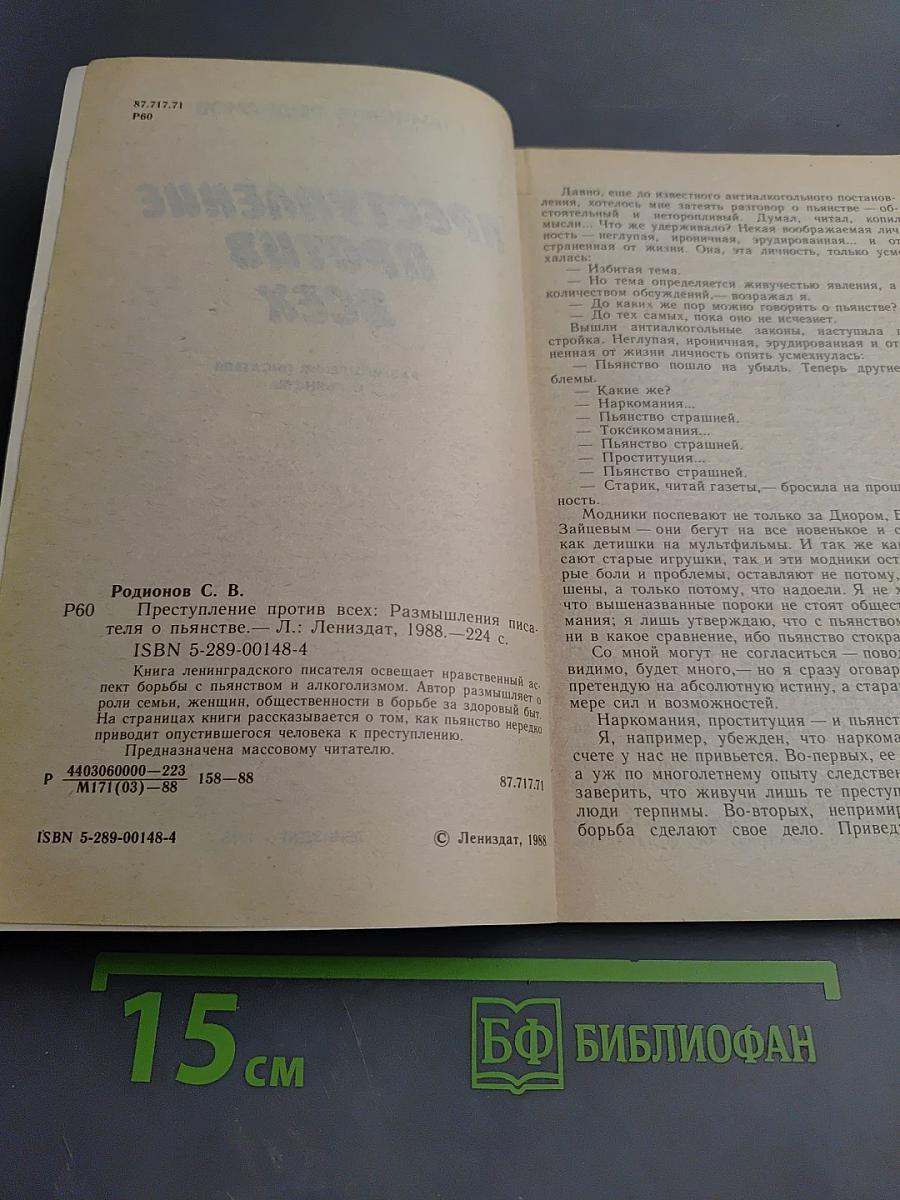 87.717.71
Р60
Родионов С. В.
Р60 Преступление против всех: Размышления писа-
теля о пьянстве.— Л.: Лениздат, 1988.—224 с.
ISBN 5-289-00148-4
Книга ленинградского писателя освещает нравственный ас-
пект борьбы с пьянством и алкоголизмом. Автор размышляет о
роли семьи, женщин, общественности в борьбе за здоровый быт.
На страницах книги рассказывается о том, как пьянство нередко
приводит опустившегося человека к преступлению.
Предназначена массовому читателю.
Р 4403060000—223 158—88
М171(03)—88
87.717.71
ISBN 5-289-00148-4
© Лениздат, 1988
Давно, еще до известного антиалкогольного постанов-
ления, хотелось мне затеять разговор о пьянстве — об-
стоятельный и неторопливый. Думал, читал, копил
мысли... Что же удерживало? Некая воображаемая лич
ность — неглупая, ироничная, эрудированная... и от
страненная от жизни. Она, эта личность, только усме
халась:
— Избитая тема.
— Но тема определяется живучестью явления, а
количеством обсуждений,— возражал я.
— До каких же пор можно говорить о пьянстве?
— До тех самых, пока оно не исчезнет.
Вышли антиалкогольные законы, наступила п
стройка. Неглупая, ироничная, эрудированная и от
ненная от жизни личность опять усмехнулась:
— Пьянство пошло на убыль. Теперь другие
блемы.
— Какие же?
— Наркомания...
— Пьянство страшней.
— Токсикомания...
— Пьянство страшней.
— Проституция...
— Пьянство страшней.
— Старик, читай газеты,— бросила на прощ
ность.
Модники поспевают не только за Диором,
Зайцевым — они бегут на все новенькое и с
как детишки на мультфильмы. И так же ка
сают старые игрушки, так и эти модники ост
рые боли и проблемы, оставляют не потому,
шены, а только потому, что надоели. Я не х
что вышеназванные пороки не стоят общест
мания; я лишь утверждаю, что с пьянством
ни в какое сравнение, ибо пьянство стокра
Со мной могут не согласиться — пово
видимо, будет много,— но я сразу оговар
претендую на абсолютную истину, а стара
мере сил и возможностей.
Наркомания, проституция — и пьянст
Я, например, убежден, что наркома
счете у нас не привьется. Во-первых, ее
а уж по многолетнему опыту следствен
заверить, что живучи лишь те преступ
люди терпимы. Во-вторых, неприми
борьба сделают свое дело. Привед
15 см
БФ БИБЛИОФАН